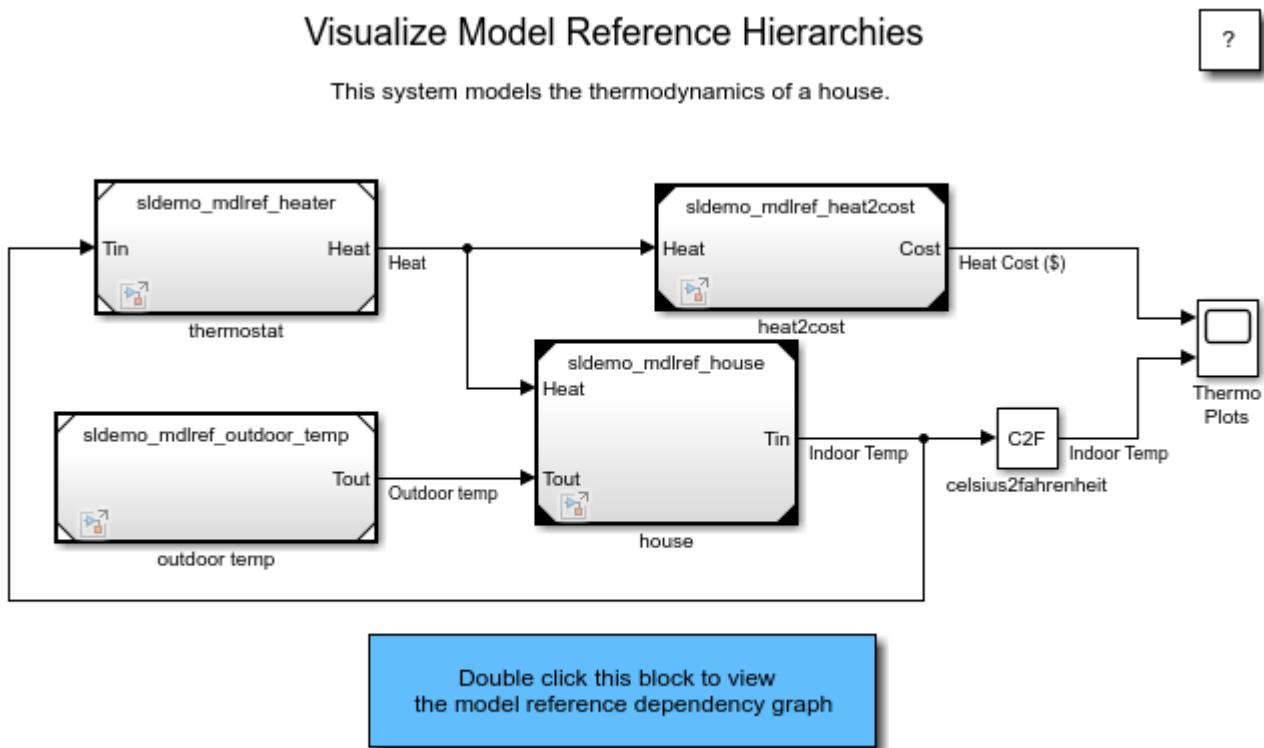 Visualize Model Reference Hierarchies
?
This system models the thermodynamics of a house.
sldemo_mdlref_heater
Tin
Heat
Heat
thermostat
sldemo_mdlref_heat2cost
Heat
Cost
Heat Cost ($)
heat2cost
sldemo_mdlref_house
Heat
Tin
Tout
Indoor Temp
house
sldemo_mdlref_outdoor_temp
Tout
Outdoor temp
outdoor temp
C2F
Indoor Temp
celsius2fahrenheit
Thermo
Plots
Double click this block to view
the model reference dependency graph